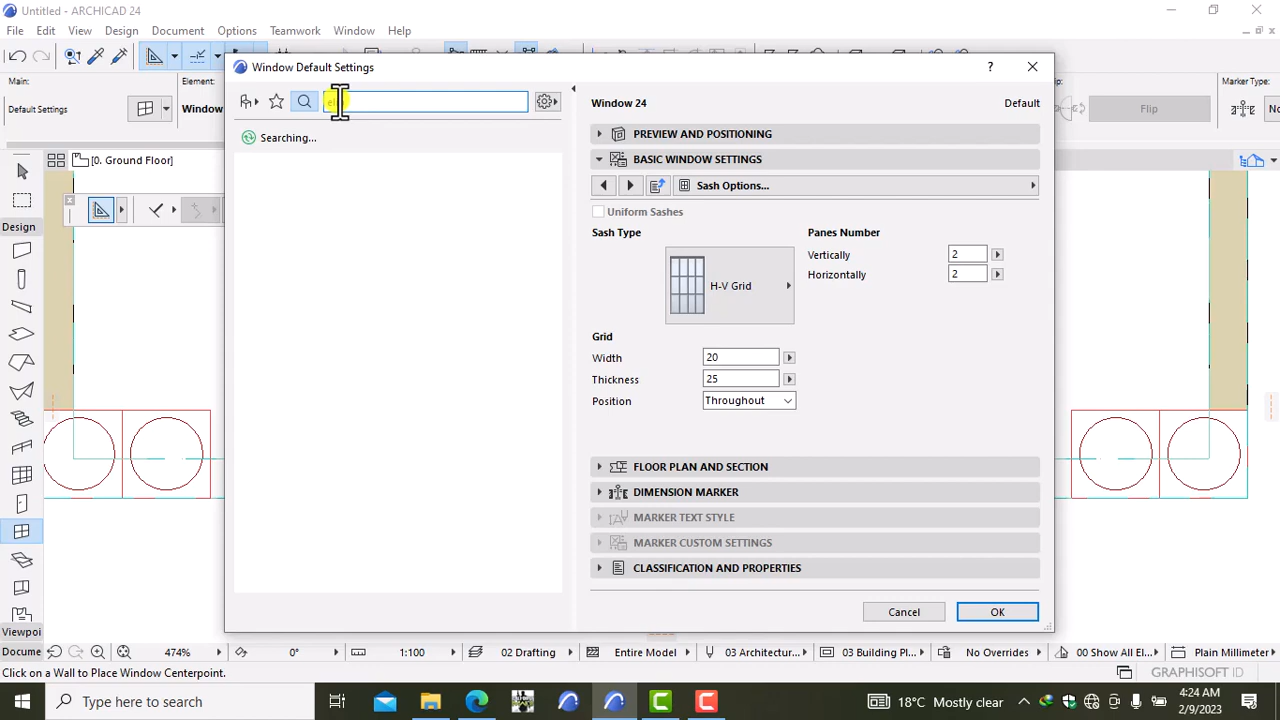 Untitled - ARCHICAD 24
File Edit View Design Document Options Teamwork Window Help
Window Default Settings
?
Main:
Element:
Marker Type:
Default Settings
Window
Window 24
Default
Flip
No
Searching...
PREVIEW AND POSITIONING
[0. Ground Floor]
BASIC WINDOW SETTINGS
Sash Options...
Uniform Sashes
Design
Sash Type
Panes Number
Vertically 2
Horizontally 2
H-V Grid
Grid
Width 20
Thickness 25
Position Throughout
FLOOR PLAN AND SECTION
DIMENSION MARKER
MARKER TEXT STYLE
MARKER CUSTOM SETTINGS
CLASSIFICATION AND PROPERTIES
Cancel OK
Viewpoi
Docume 474% 0° 1:100 02 Drafting Entire Model 03 Architectur... 03 Building Pl... No Overrides 00 Show All El... Plain Millimeter
Click on a Wall to Place Window Centerpoint.
GRAPHISOFT ID
Type here to search
18°C Mostly clear
4:24 AM
2/9/2023